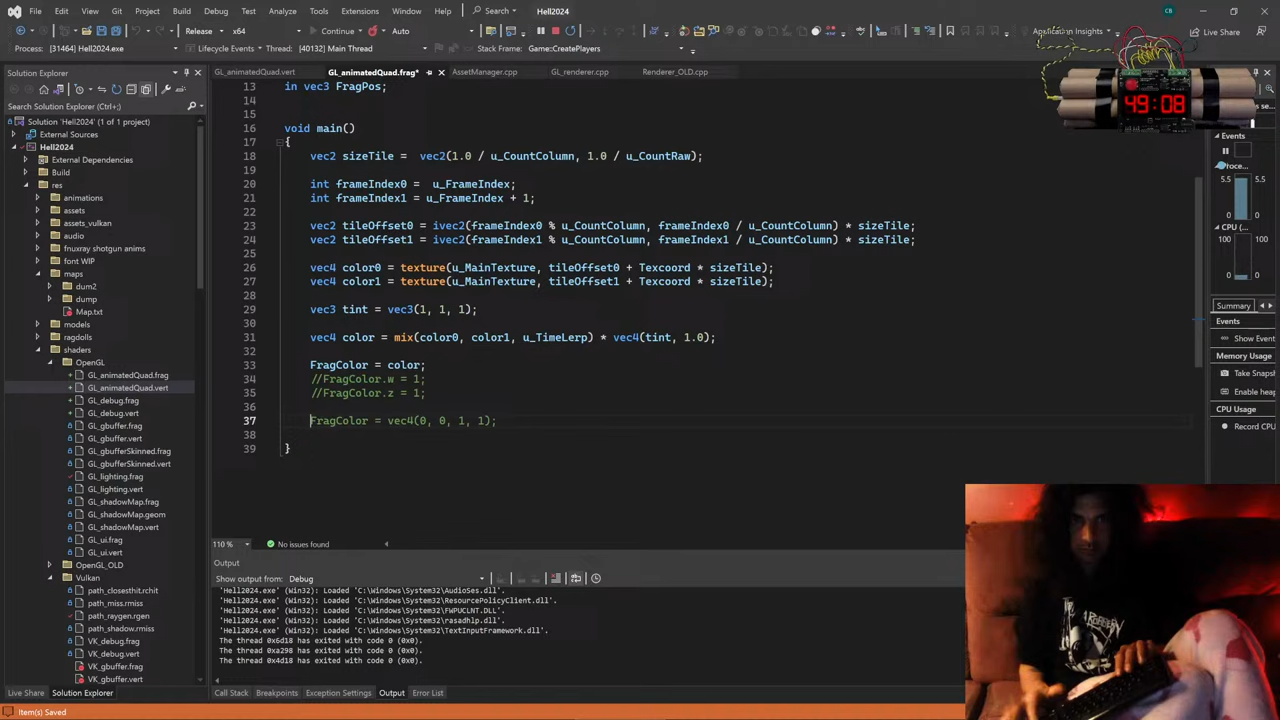 File Edit View Git Project Build Debug Test Analyze Tools Extensions Window Help Search Hell2024 CB
Release x64 Continue Auto Application Insights Live Share
Process: [31464] Hell2024.exe Lifecycle Events Thread: [40132] Main Thread Stack Frame: Game::CreatePlayers
Solution Explorer
GL_animatedQuad.vert GL_animatedQuad.frag* AssetManager.cpp GL_renderer.cpp Renderer_OLD.cpp
49:08
Search Solution Explorer (Ctrl+;)
Solution 'Hell2024' (1 of 1 project)
External Sources
Hell2024
External Dependencies
Build
res
animations
assets
assets_vulkan
audio
fnuxray shotgun anims
font WIP
maps
dum2
dump
Map.txt
models
ragdolls
shaders
OpenGL
GL_animatedQuad.frag
GL_animatedQuad.vert
GL_debug.frag
GL_debug.vert
GL_gbuffer.frag
GL_gbuffer.vert
GL_gbufferSkinned.frag
GL_gbufferSkinned.vert
GL_lighting.frag
GL_lighting.vert
GL_shadowMap.frag
GL_shadowMap.geom
GL_shadowMap.vert
GL_ui.frag
GL_ui.vert
OpenGL_OLD
Vulkan
path_closesthit.rchit
path_miss.rmiss
path_raygen.rgen
path_shadow.rmiss
VK_debug.frag
VK_debug.vert
VK_gbuffer.frag
VK_gbuffer.vert
Live Share Solution Explorer
13 in vec3 FragPos;
14
15
16 void main()
17 {
18 vec2 sizeTile =  vec2(1.0 / u_CountColumn, 1.0 / u_CountRaw);
19
20 int frameIndex0 =  u_FrameIndex;
21 int frameIndex1 = u_FrameIndex + 1;
22
23 vec2 tileOffset0 = ivec2(frameIndex0 % u_CountColumn, frameIndex0 / u_CountColumn) * sizeTile;
24 vec2 tileOffset1 = ivec2(frameIndex1 % u_CountColumn, frameIndex1 / u_CountColumn) * sizeTile;
25
26 vec4 color0 = texture(u_MainTexture, tileOffset0 + Texcoord * sizeTile);
27 vec4 color1 = texture(u_MainTexture, tileOffset1 + Texcoord * sizeTile);
28
29 vec3 tint = vec3(1, 1, 1);
30
31 vec4 color = mix(color0, color1, u_TimeLerp) * vec4(tint, 1.0);
32
33 FragColor = color;
34 //FragColor.w = 1;
35 //FragColor.z = 1;
36
37 FragColor = vec4(0, 0, 1, 1);
38
39 }
110 % No issues found
Output
Show output from: Debug
'Hell2024.exe' (Win32): Loaded 'C:\Windows\System32\AudioSes.dll'.
'Hell2024.exe' (Win32): Loaded 'C:\Windows\System32\ResourcePolicyClient.dll'.
'Hell2024.exe' (Win32): Loaded 'C:\Windows\System32\FWPUCLNT.DLL'.
'Hell2024.exe' (Win32): Loaded 'C:\Windows\System32\rasadhlp.dll'.
'Hell2024.exe' (Win32): Loaded 'C:\Windows\System32\TextInputFramework.dll'.
The thread 0x6d18 has exited with code 0 (0x0).
The thread 0xa298 has exited with code 0 (0x0).
The thread 0x4d18 has exited with code 0 (0x0).
Call Stack Breakpoints Exception Settings Output Error List
Events
5.5 5.5
0 0
CPU (
100 100
0 0
Summary
Events
Show Event
Memory Usage
Take Snapsh
Enable heap
CPU Usage
Record CPU
Item(s) Saved